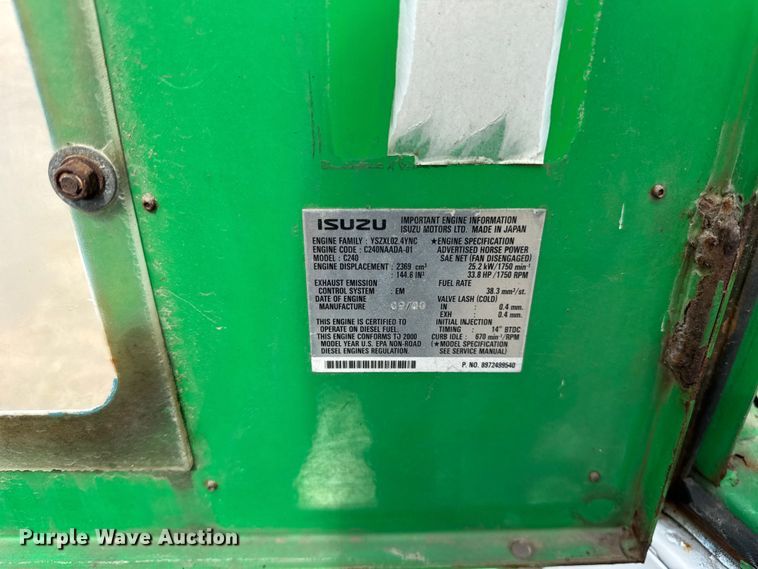 ISUZU IMPORTANT ENGINE INFORMATION
ISUZU MOTORS LTD. MADE IN JAPAN
ENGINE FAMILY : YSZXL02.4YNC
ENGINE CODE : C240NAADA-01
MODEL : C240
ENGINE DISPLACEMENT : 2369 cm³
: 144.6 IN³
EXHAUST EMISSION
CONTROL SYSTEM : EM
DATE OF ENGINE
MANUFACTURE 09/00
THIS ENGINE IS CERTIFIED TO
OPERATE ON DIESEL FUEL.
THIS ENGINE CONFORMS TO 2000
MODEL YEAR U.S. EPA NON-ROAD
DIESEL ENGINES REGULATION.
★ENGINE SPECIFICATION
ADVERTISED HORSE POWER
SAE NET (FAN DISENGAGED)
25.2 kW/1750 min⁻¹
33.8 HP/1750 RPM
FUEL RATE
38.3 mm³/st.
VALVE LASH (COLD)
IN : 0.4 mm.
EXH : 0.4 mm.
INITIAL INJECTION
TIMING : 14° BTDC
CURB IDLE : 670 min⁻¹/RPM
(★MODEL SPECIFICATION
SEE SERVICE MANUAL)
P. NO. 8972499540
Purple Wave Auction